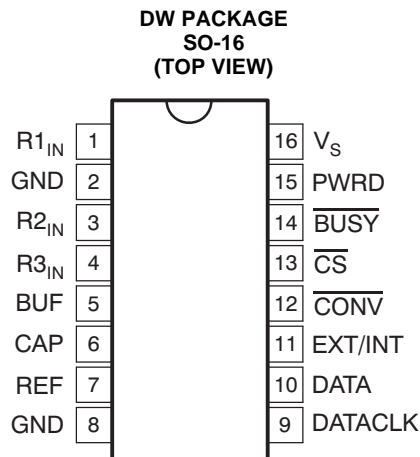 DW PACKAGE
SO-16
(TOP VIEW)
R1IN 1 16 VS
GND 2 15 PWRD
R2IN 3 14 BUSY
R3IN 4 13 CS
BUF 5 12 CONV
CAP 6 11 EXT/INT
REF 7 10 DATA
GND 8 9 DATACLK